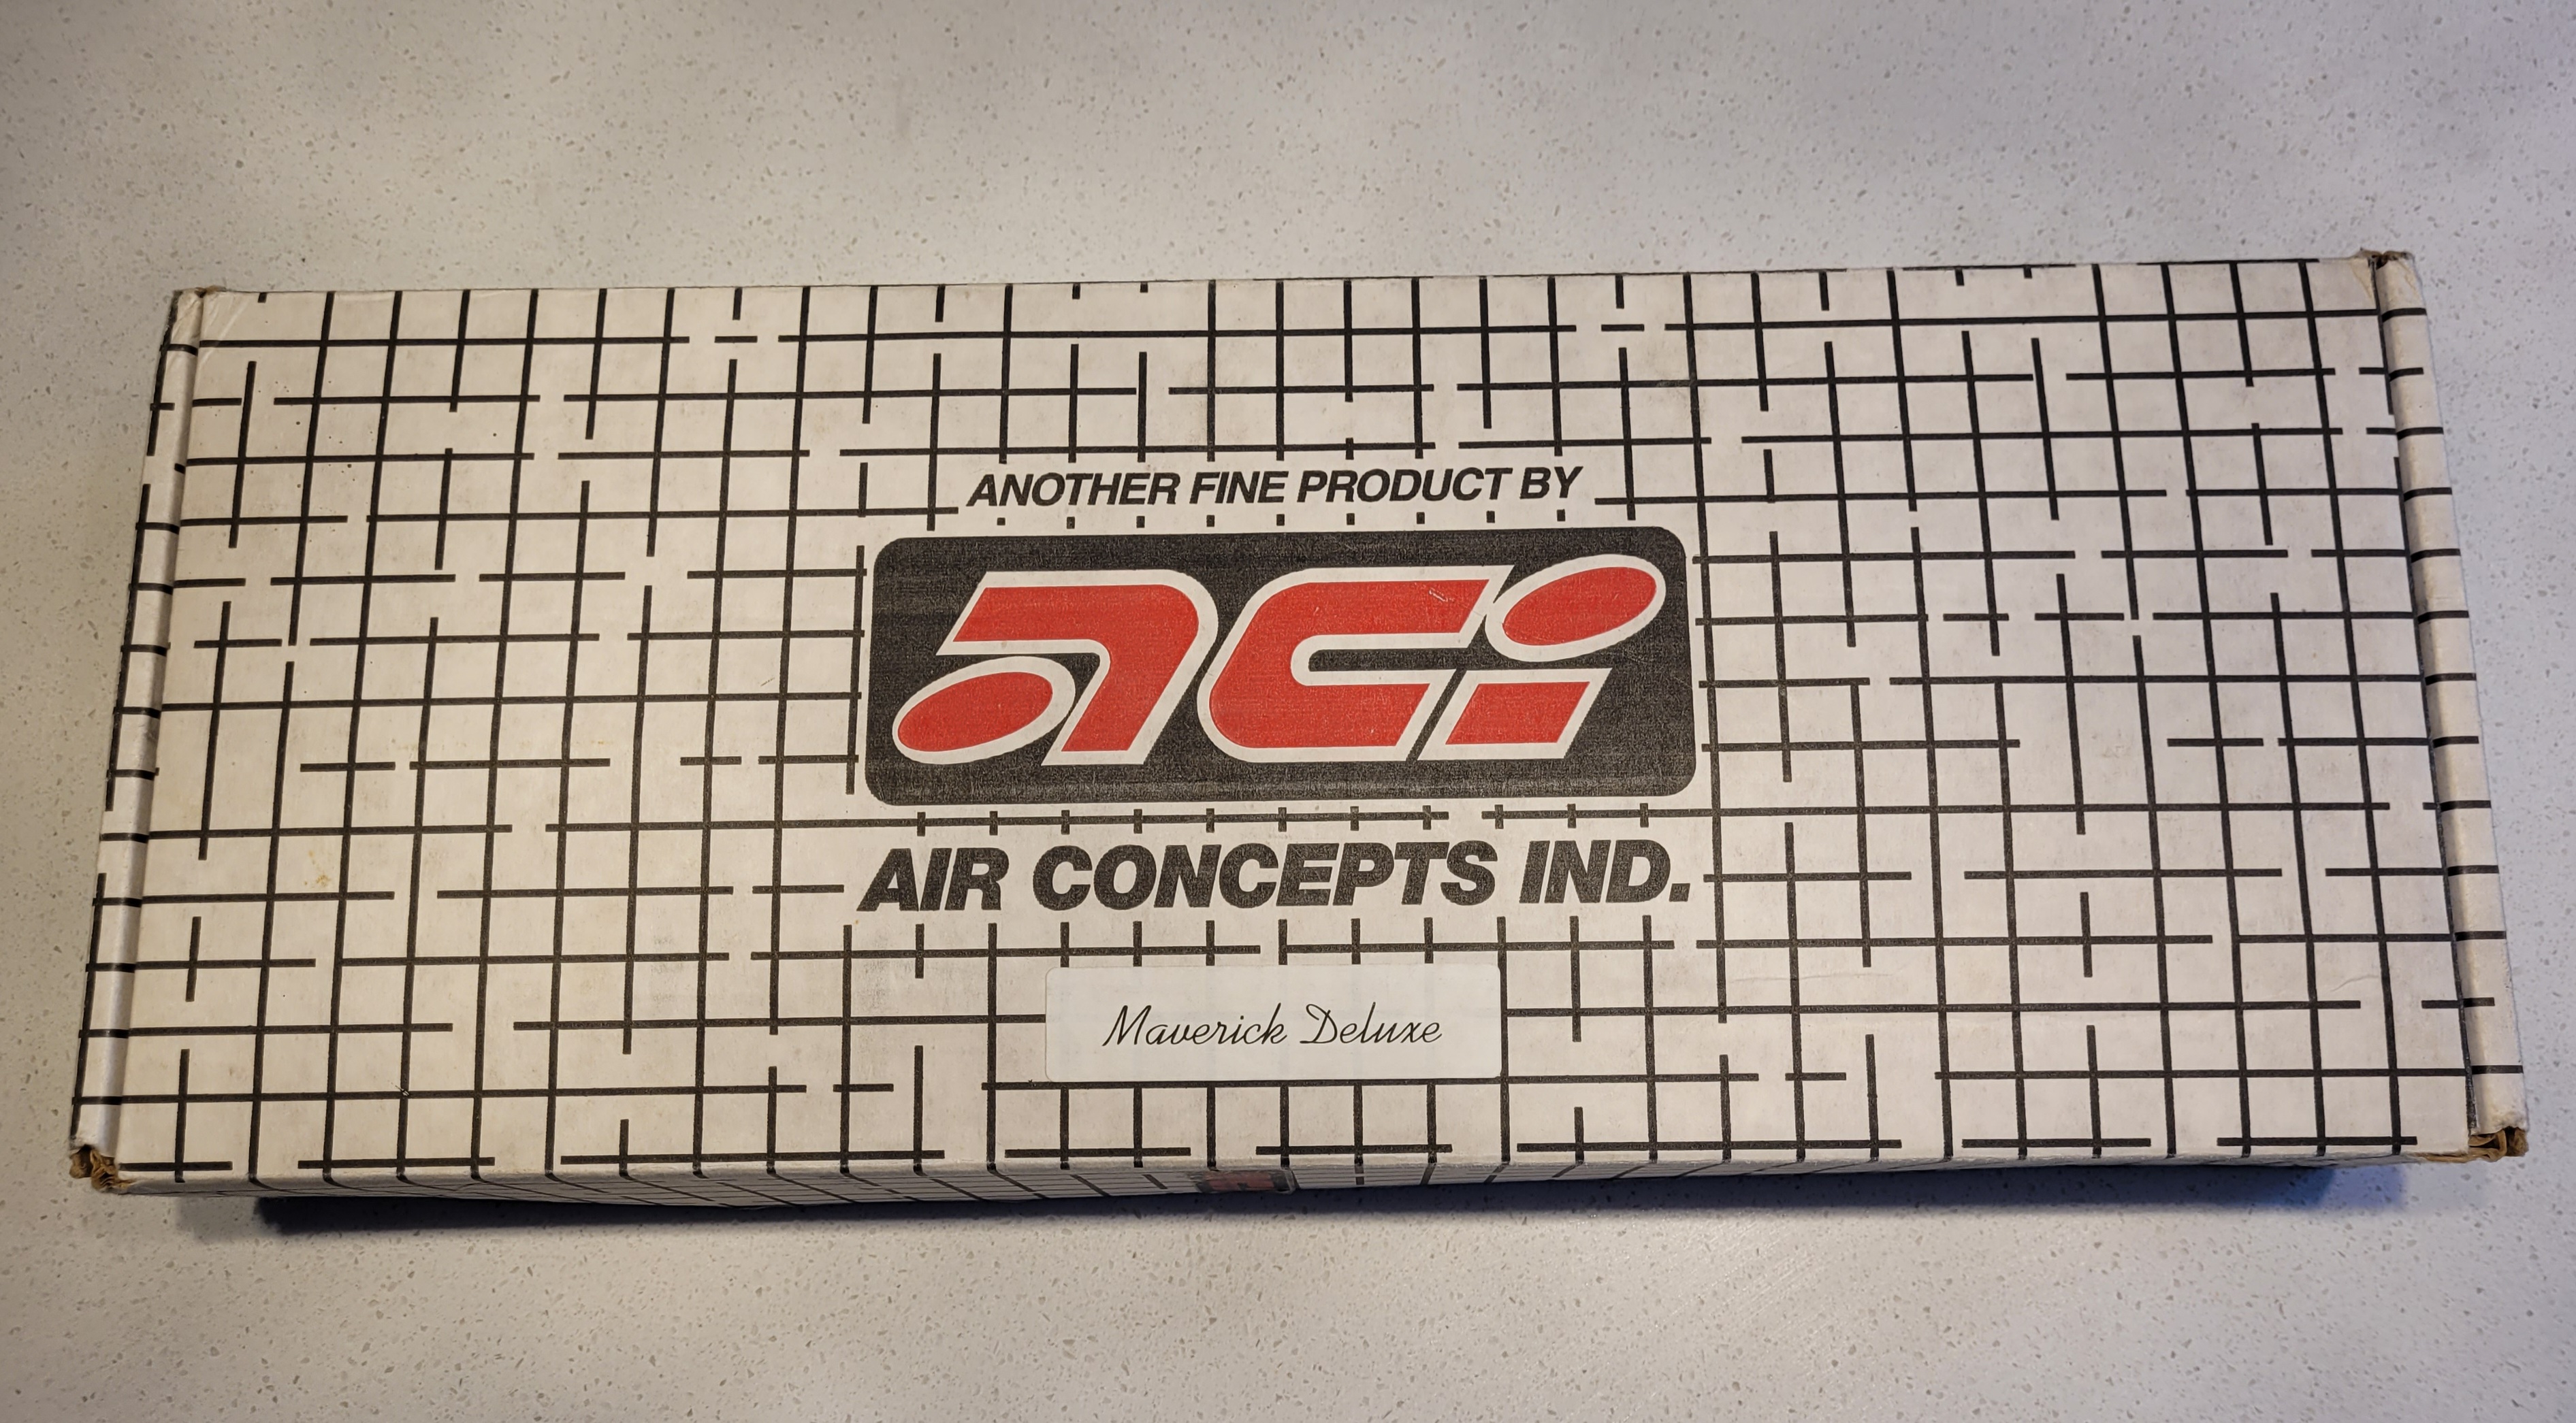 ANOTHER FINE PRODUCT BY
aci
AIR CONCEPTS IND.
Maverick Deluxe